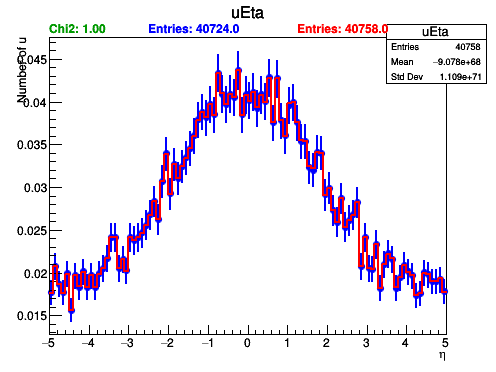 uEta
Chi2: 1.00 Entries: 40724.0 Entries: 40758.0
uEta
Entries 40758
Mean −9.078e+68
Std Dev 1.109e+71
Number of u
0.045
0.04
0.035
0.03
0.025
0.02
0.015
−5 −4 −3 −2 −1 0 1 2 3 4 5
η